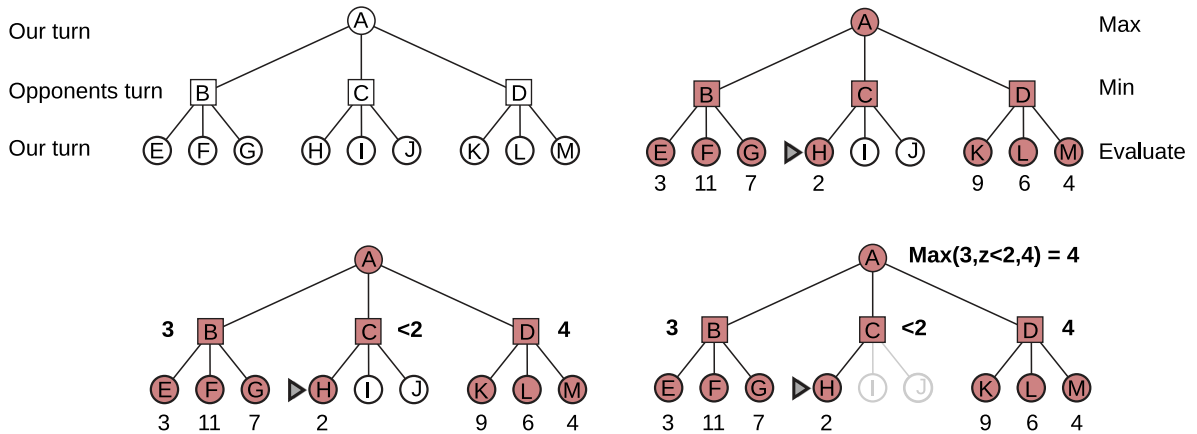 Our turn
A
Opponents turn
B C D
Our turn
E F G H I J K L M
A
Max
B C D
Min
E F G H I J K L M
Evaluate
3 11 7 2 9 6 4
A
3 B C <2 D 4
E F G H I J K L M
3 11 7 2 9 6 4
A Max(3,z<2,4) = 4
3 B C <2 D 4
E F G H I J K L M
3 11 7 2 9 6 4